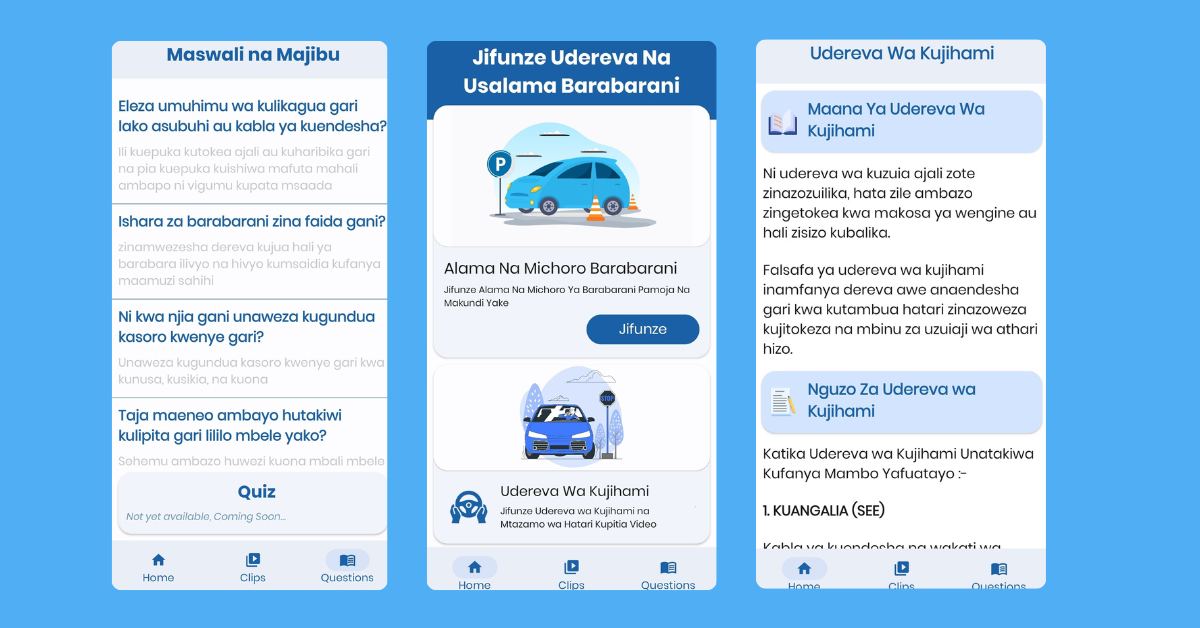 Maswali na Majibu
Eleza umuhimu wa kulikagua gari
lako asubuhi au kabla ya kuendesha?
Ili kuepuka kutokea ajali au kuharibika gari
na pia kuepuka kuishiwa mafuta mahali
ambapo ni vigumu kupata msaada
Ishara za barabarani zina faida gani?
zinamwezesha dereva kujua hali ya
barabara ilivyo na hivyo kumsaidia kufanya
maamuzi sahihi
Ni kwa njia gani unaweza kugundua
kasoro kwenye gari?
Unaweza kugundua kasoro kwenye gari kwa
kunusa, kusikia, na kuona
Taja maeneo ambayo hutakiwi
kulipita gari lililo mbele yako?
Sehemu ambazo huwezi kuona mbali mbele
Quiz
Not yet available, Coming Soon...
Home
Clips
Questions
Jifunze Udereva Na
Usalama Barabarani
P
Alama Na Michoro Barabarani
Jifunze Alama Na Michoro Ya Barabarani Pamoja Na
Makundi Yake
Jifunze
STOP
Udereva Wa Kujihami
Jifunze Udereva wa Kujihami na
Mtazamo wa Hatari Kupitia Video
Home
Clips
Questions
Udereva Wa Kujihami
Maana Ya Udereva Wa
Kujihami
Ni udereva wa kuzuia ajali zote
zinazozuilika, hata zile ambazo
zingetokea kwa makosa ya wengine au
hali zisizo kubalika.
Falsafa ya udereva wa kujihami
inamfanya dereva awe anaendesha
gari kwa kutambua hatari zinazoweza
kujitokeza na mbinu za uzuiaji wa athari
hizo.
Nguzo Za Udereva wa
Kujihami
Katika Udereva wa Kujihami Unatakiwa
Kufanya Mambo Yafuatayo :-
1. KUANGALIA (SEE)
Kabla ya kuendesha na wakati wa
Home
Clips
Questions